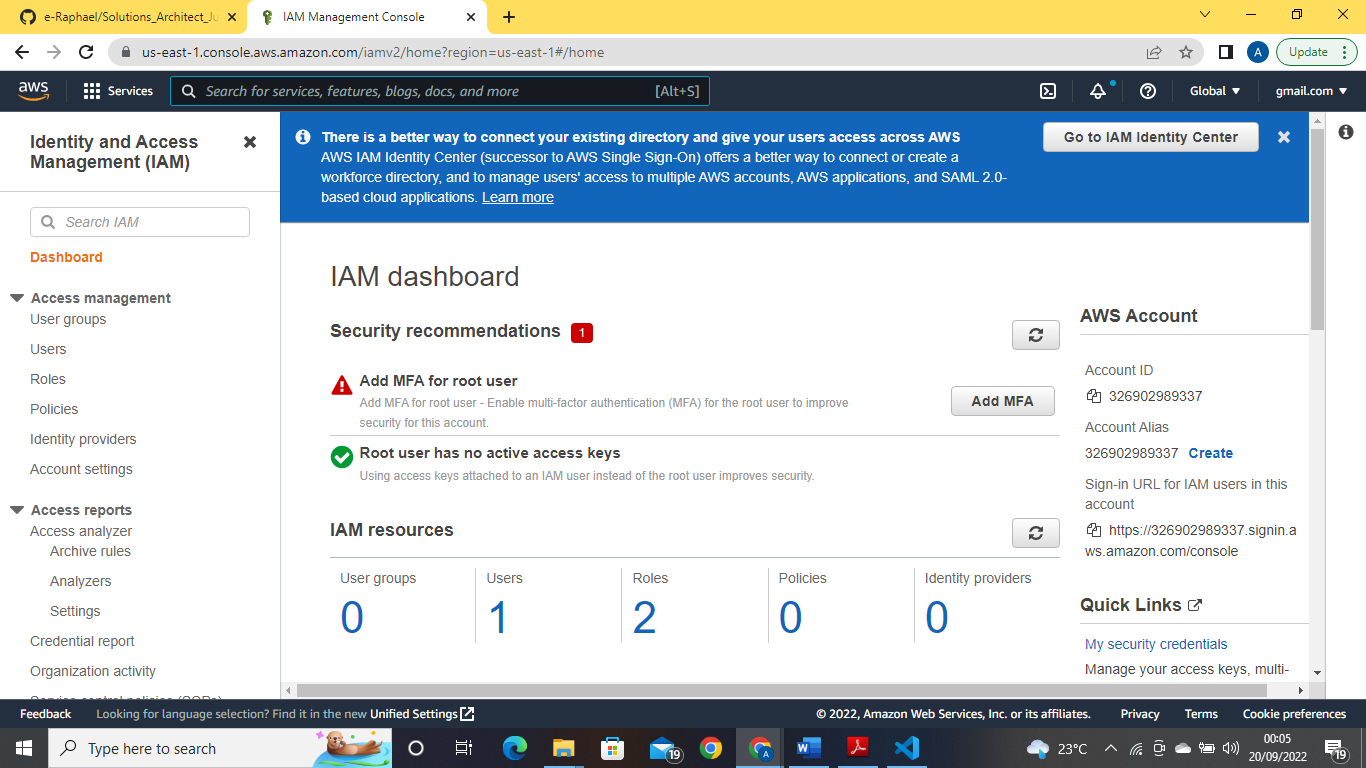 e-Raphael/Solutions_Architect_Ju
IAM Management Console
us-east-1.console.aws.amazon.com/iamv2/home?region=us-east-1#/home
A
Update
aws
Services
Search for services, features, blogs, docs, and more
[Alt+S]
Global
gmail.com
Identity and Access
Management (IAM)
Search IAM
Dashboard
Access management
User groups
Users
Roles
Policies
Identity providers
Account settings
Access reports
Access analyzer
Archive rules
Analyzers
Settings
Credential report
Organization activity
Service control policies (SCPs)
There is a better way to connect your existing directory and give your users access across AWS
AWS IAM Identity Center (successor to AWS Single Sign-On) offers a better way to connect or create a
workforce directory, and to manage users' access to multiple AWS accounts, AWS applications, and SAML 2.0-
based cloud applications. Learn more
Go to IAM Identity Center
IAM dashboard
Security recommendations 1
Add MFA for root user
Add MFA for root user - Enable multi-factor authentication (MFA) for the root user to improve
security for this account.
Add MFA
Root user has no active access keys
Using access keys attached to an IAM user instead of the root user improves security.
IAM resources
User groups
0
Users
1
Roles
2
Policies
0
Identity providers
0
AWS Account
Account ID
326902989337
Account Alias
326902989337 Create
Sign-in URL for IAM users in this
account
https://326902989337.signin.a
ws.amazon.com/console
Quick Links
My security credentials
Manage your access keys, multi-
Feedback
Looking for language selection? Find it in the new Unified Settings
© 2022, Amazon Web Services, Inc. or its affiliates.
Privacy
Terms
Cookie preferences
Type here to search
19
A
23°C
00:05
20/09/2022
19